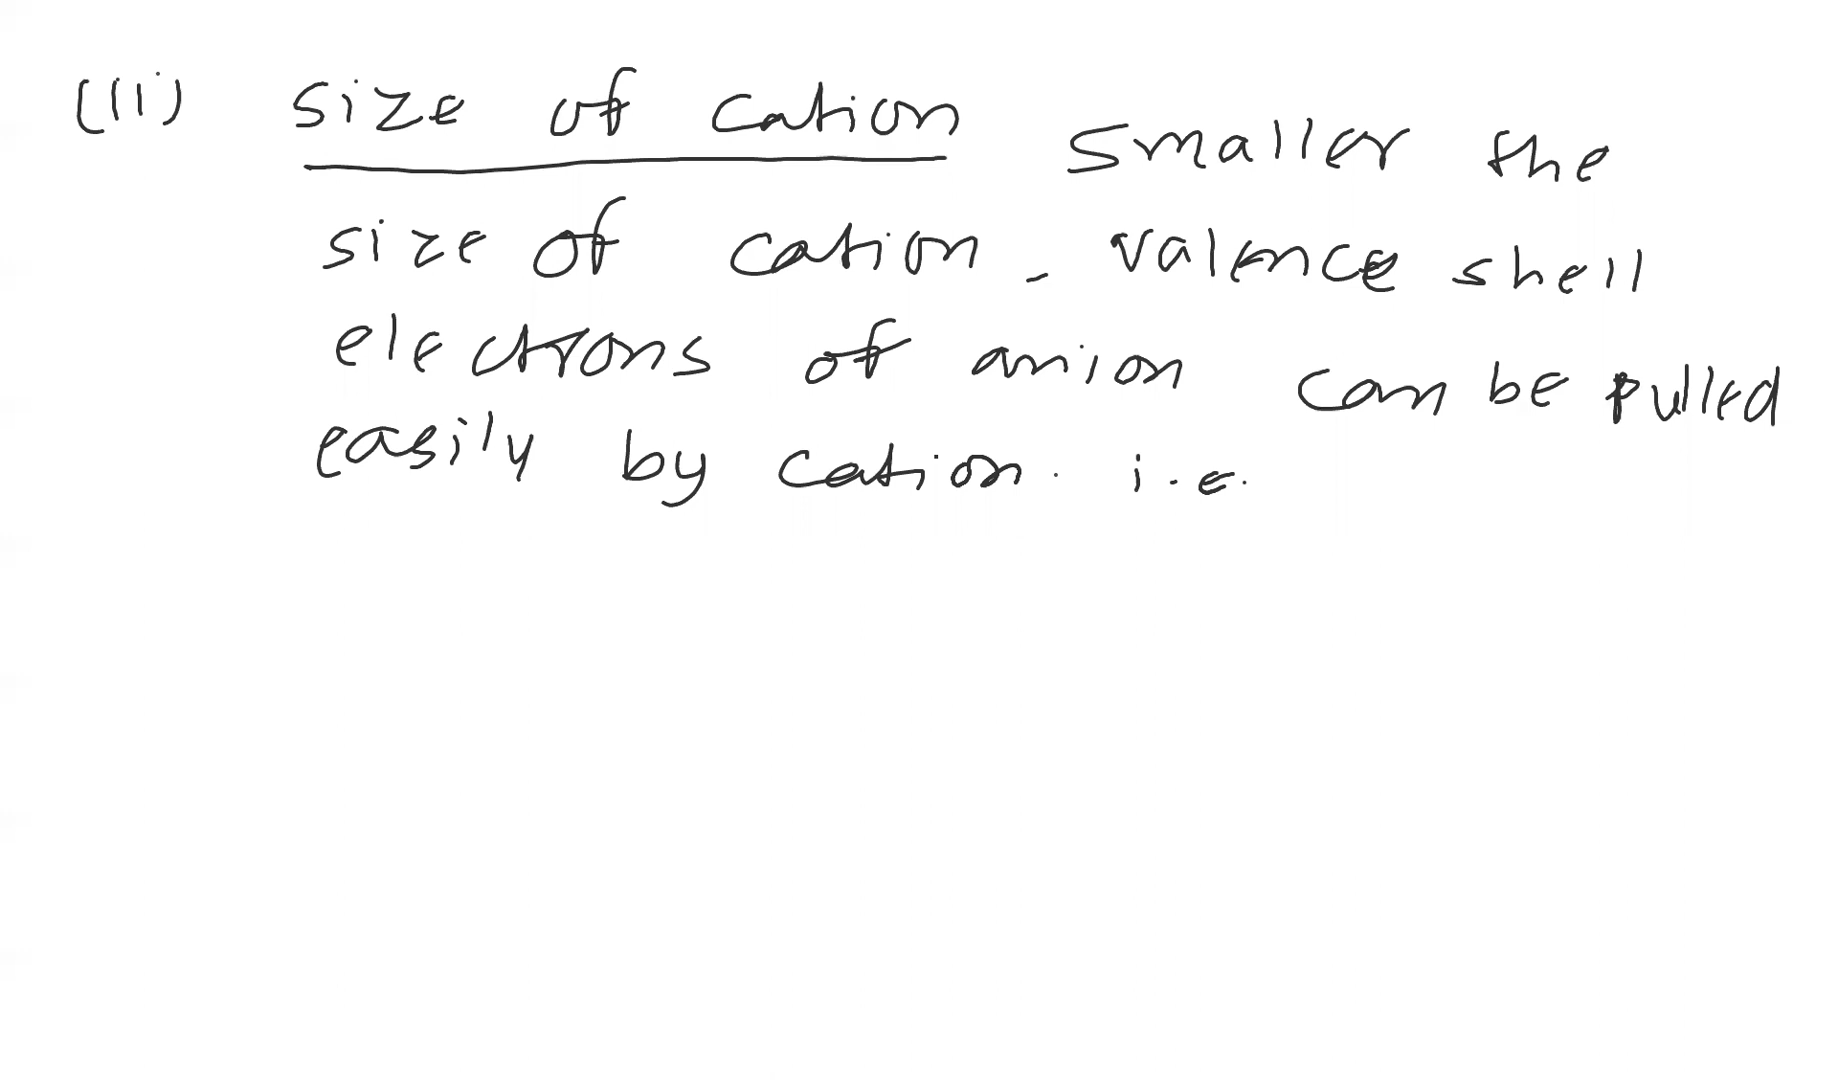 (ii) size of cation smaller the
size of cation, valence shell
electrons of anion can be pulled
easily by cation. i.e.